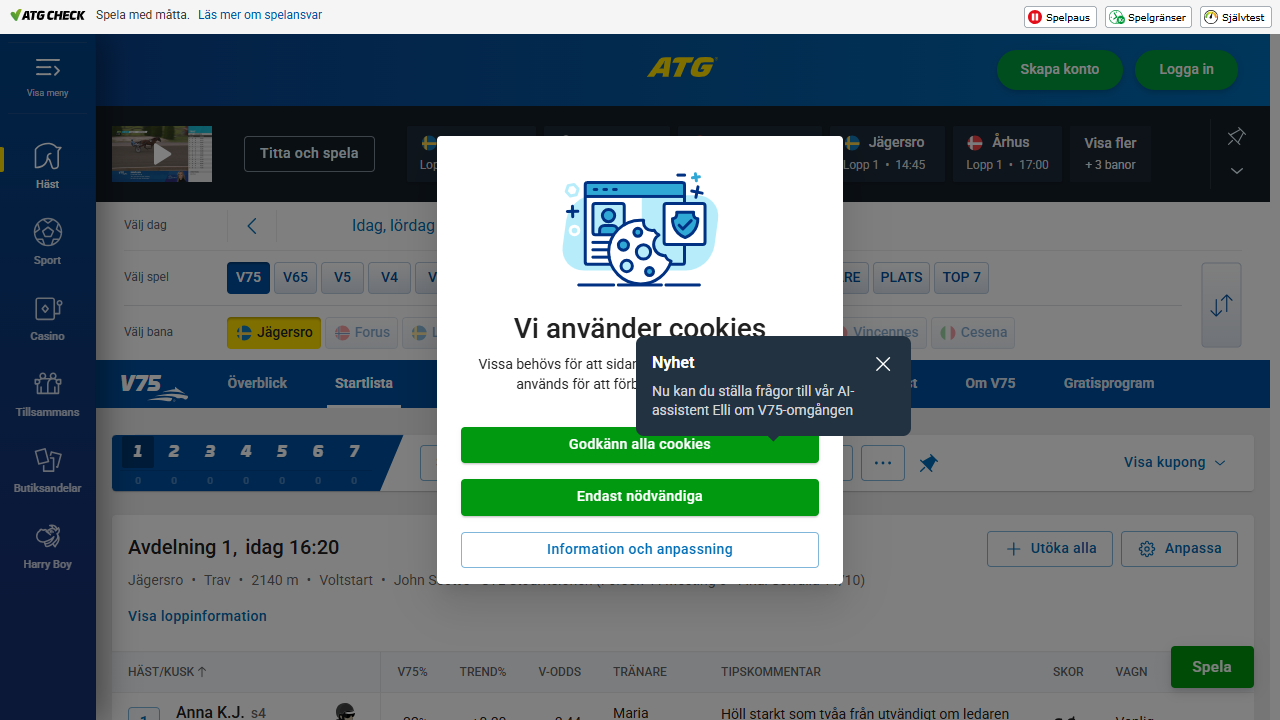 ATG CHECK Spela med måtta. Läs mer om spelansvar Spelpaus Spelgränser Självtest
Visa meny
ATG
Skapa konto
Logga in
Titta och spela
Lopp
Jägersro
Lopp 1 • 14:45
Århus
Lopp 1 • 17:00
Visa fler
+ 3 banor
Häst
Sport
Casino
Tillsammans
Butiksandelar
Harry Boy
Välj dag
Idag, lördag
Välj spel
V75 V65 V5 V4 PLATS TOP 7
Välj bana
Jägersro Forus Vincennes Cesena
V75 Överblick Startlista Om V75 Gratisprogram
1 2 3 4 5 6 7
0 0 0 0 0 0 0
Visa kupong
Vi använder cookies
Vissa behövs för att sidan
används för att
Nyhet
Nu kan du ställa frågor till vår AI-
assistent Elli om V75-omgången
Godkänn alla cookies
Endast nödvändiga
Information och anpassning
Avdelning 1, idag 16:20
Utöka alla
Anpassa
Jägersro • Trav • 2140 m • Voltstart • John
Visa loppinformation
HÄST/KUSK V75% TREND% V-ODDS TRÄNARE TIPSKOMMENTAR SKOR VAGN
Spela
1 Anna K.J. s4
Maria
Höll starkt som tvåa från utvändigt om ledaren
Vanlig